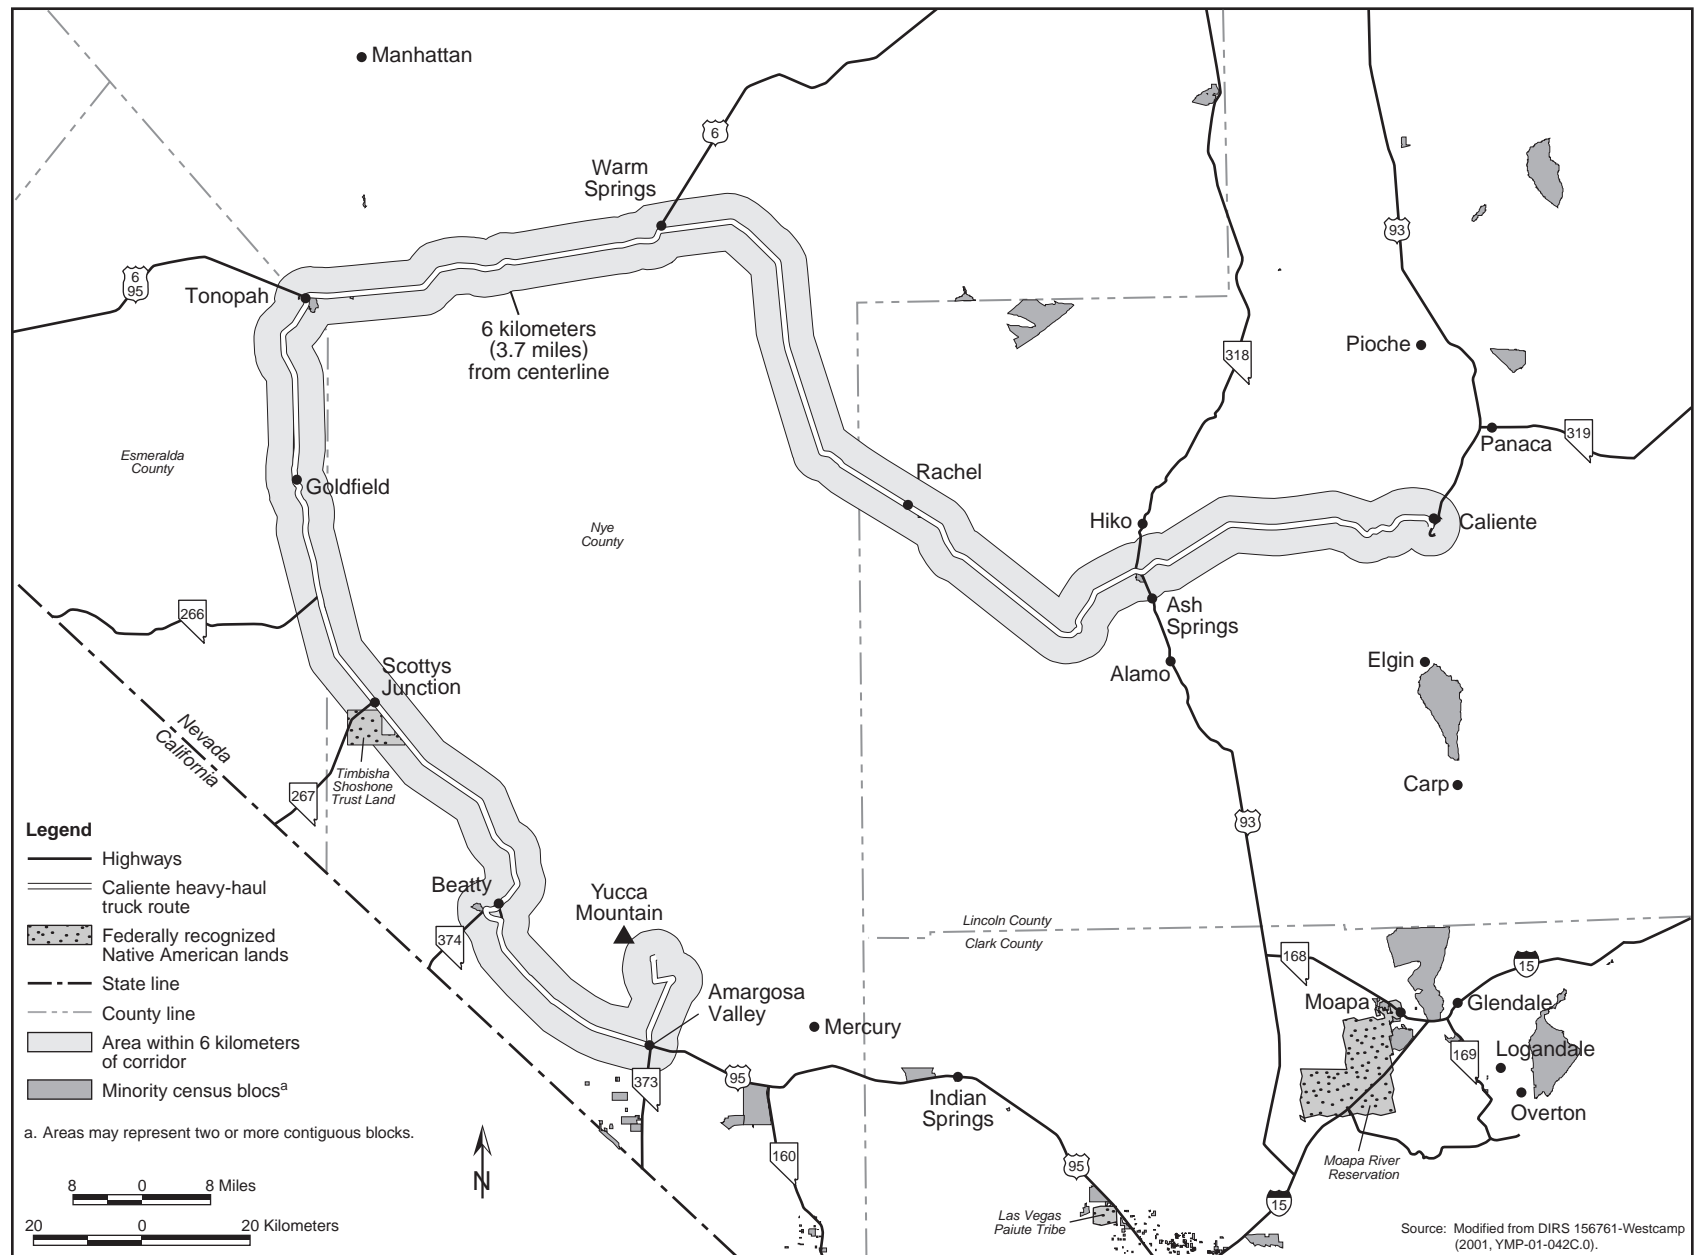 Manhattan
6
Warm
Springs
93
6
95
Tonopah
6 kilometers
(3.7 miles)
from centerline
318
Pioche
Panaca
319
Esmeralda
County
Goldfield
Rachel
Nye
County
Hiko
Caliente
266
Ash
Springs
Alamo
Elgin
Scottys
Junction
Nevada
California
Timbisha
Shoshone
Trust Land
267
Carp
93
Legend
Highways
Caliente heavy-haul
truck route
Federally recognized
Native American lands
State line
County line
Area within 6 kilometers
of corridor
Minority census blocsa
a. Areas may represent two or more contiguous blocks.
8 0 8 Miles
20 0 20 Kilometers
N
Beatty
374
Yucca
Mountain
Lincoln County
Clark County
168
15
Amargosa
Valley
Mercury
Moapa
Glendale
373
95
Indian
Springs
169
Logandale
Overton
160
95
Moapa River
Reservation
15
Las Vegas
Paiute Tribe
Source: Modified from DIRS 156761-Westcamp
(2001, YMP-01-042C.0).